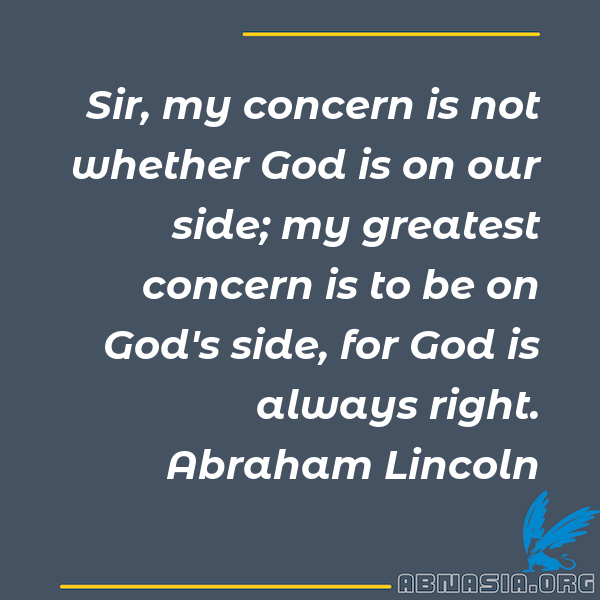 Sir, my concern is not
whether God is on our
side; my greatest
concern is to be on
God's side, for God is
always right.
Abraham Lincoln
ABNASIA.ORG